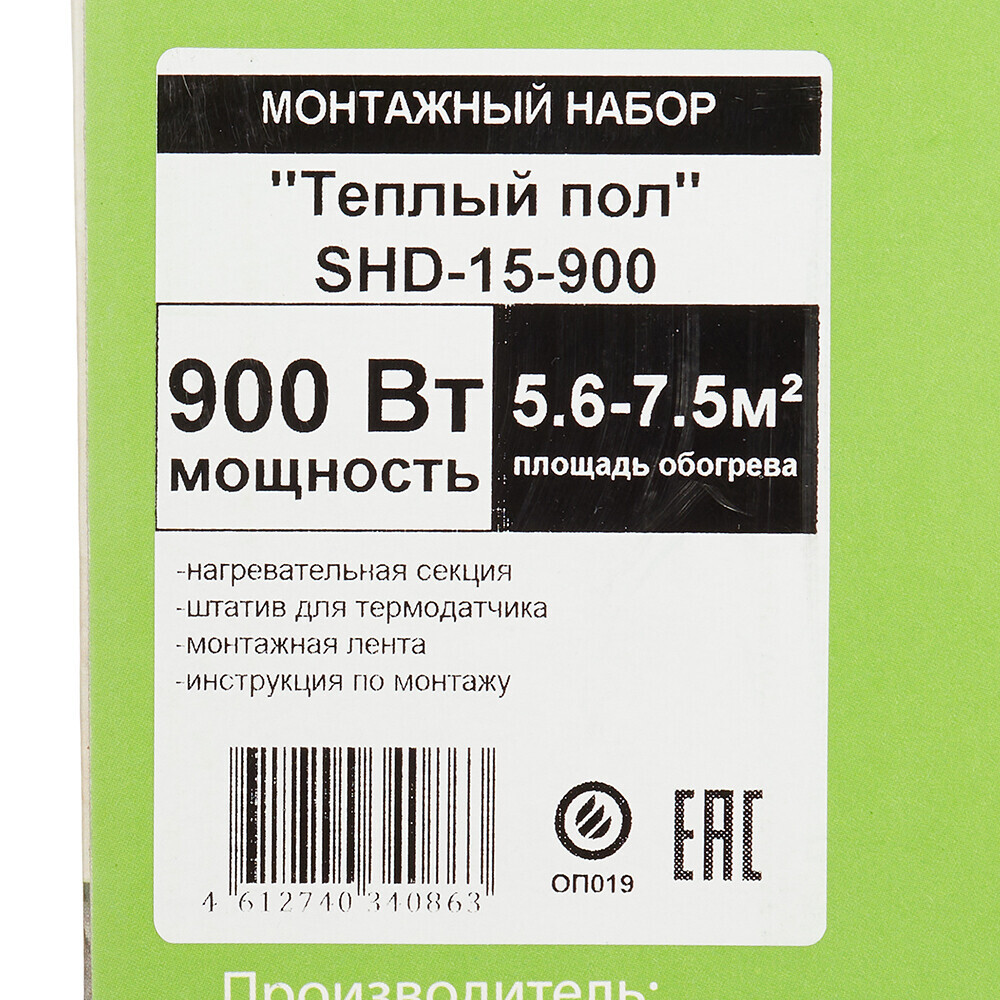 МОНТАЖНЫЙ НАБОР
"Теплый пол"
SHD-15-900
900 Вт
мощность
5.6-7.5м²
площадь обогрева
-нагревательная секция
-штатив для термодатчика
-монтажная лента
-инструкция по монтажу
4 612740 340863
ОП019
ЕАС
Производитель: